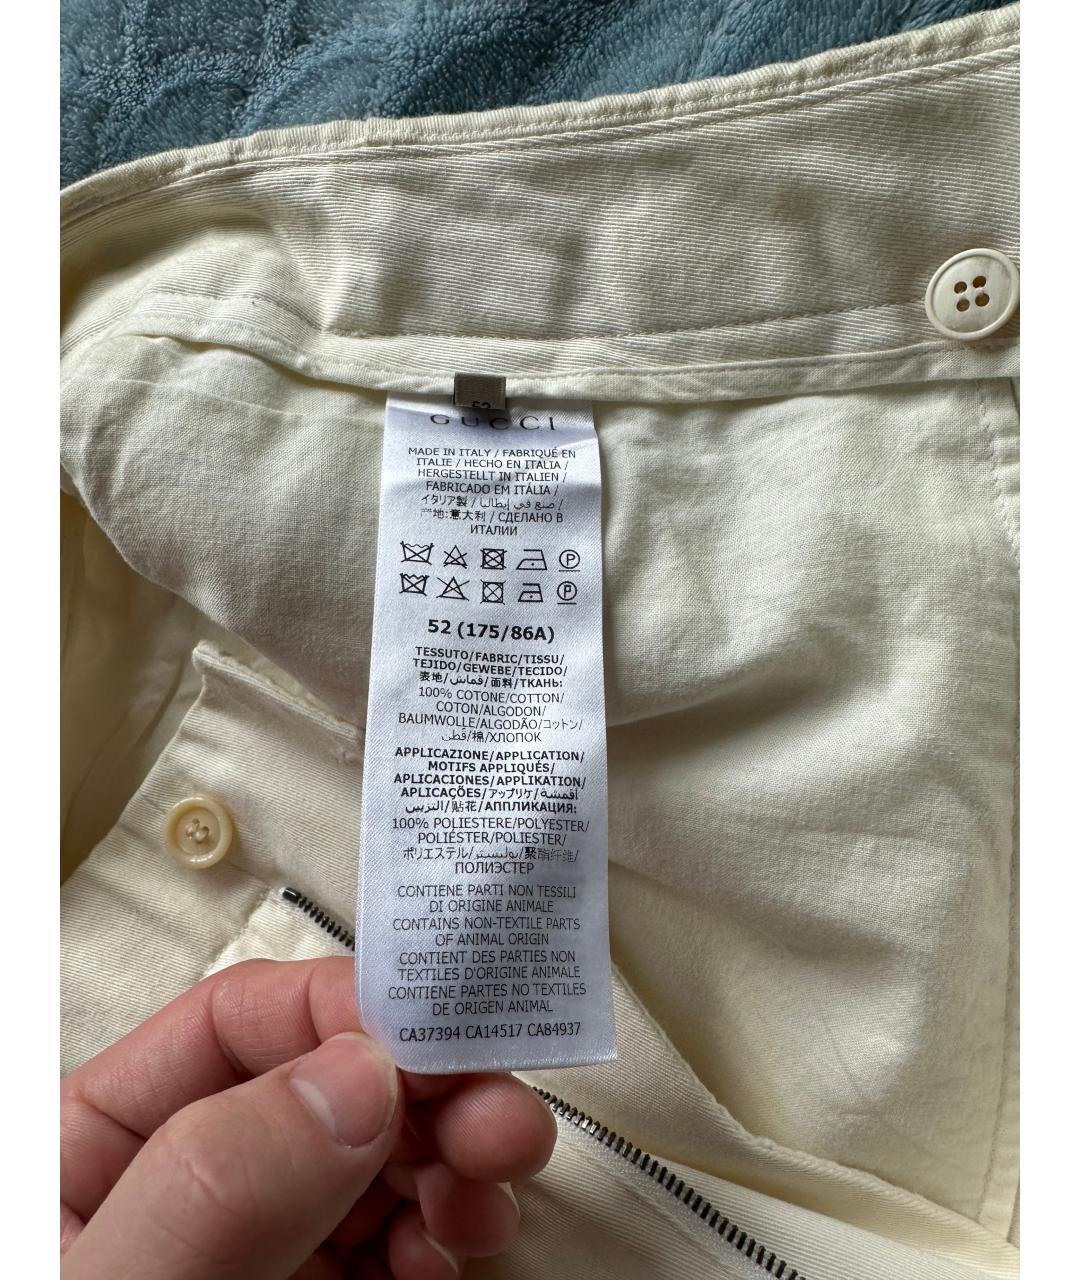 52
GUCCI
MADE IN ITALY / FABRIQUÉ EN
ITALIE / HECHO EN ITALIA /
HERGESTELLT IN ITALIEN /
FABRICADO EM ITÁLIA /
イタリア製 / صنع في إيطاليا /
产地:意大利 / СДЕЛАНО В
ИТАЛИИ
P
P
52 (175/86A)
TESSUTO/FABRIC/TISSU/
TEJIDO/GEWEBE/TECIDO/
表地/قماش/面料/ТКАНЬ:
100% COTONE/COTTON/
COTON/ALGODON/
BAUMWOLLE/ALGODÃO/コットン/
قطن/棉/ХЛОПОК
APPLICAZIONE/APPLICATION/
MOTIFS APPLIQUÉS/
APLICACIONES/APPLIKATION/
APLICAÇÕES/アップリケ/أقمشة
التزيين/貼花/АППЛИКАЦИЯ:
100% POLIESTERE/POLYESTER/
POLIÉSTER/POLIESTER/
ポリエステル/بوليستر/聚酯纤维/
ПОЛИЭСТЕР
CONTIENE PARTI NON TESSILI
DI ORIGINE ANIMALE
CONTAINS NON-TEXTILE PARTS
OF ANIMAL ORIGIN
CONTIENT DES PARTIES NON
TEXTILES D'ORIGINE ANIMALE
CONTIENE PARTES NO TEXTILES
DE ORIGEN ANIMAL
CA37394 CA14517 CA84937